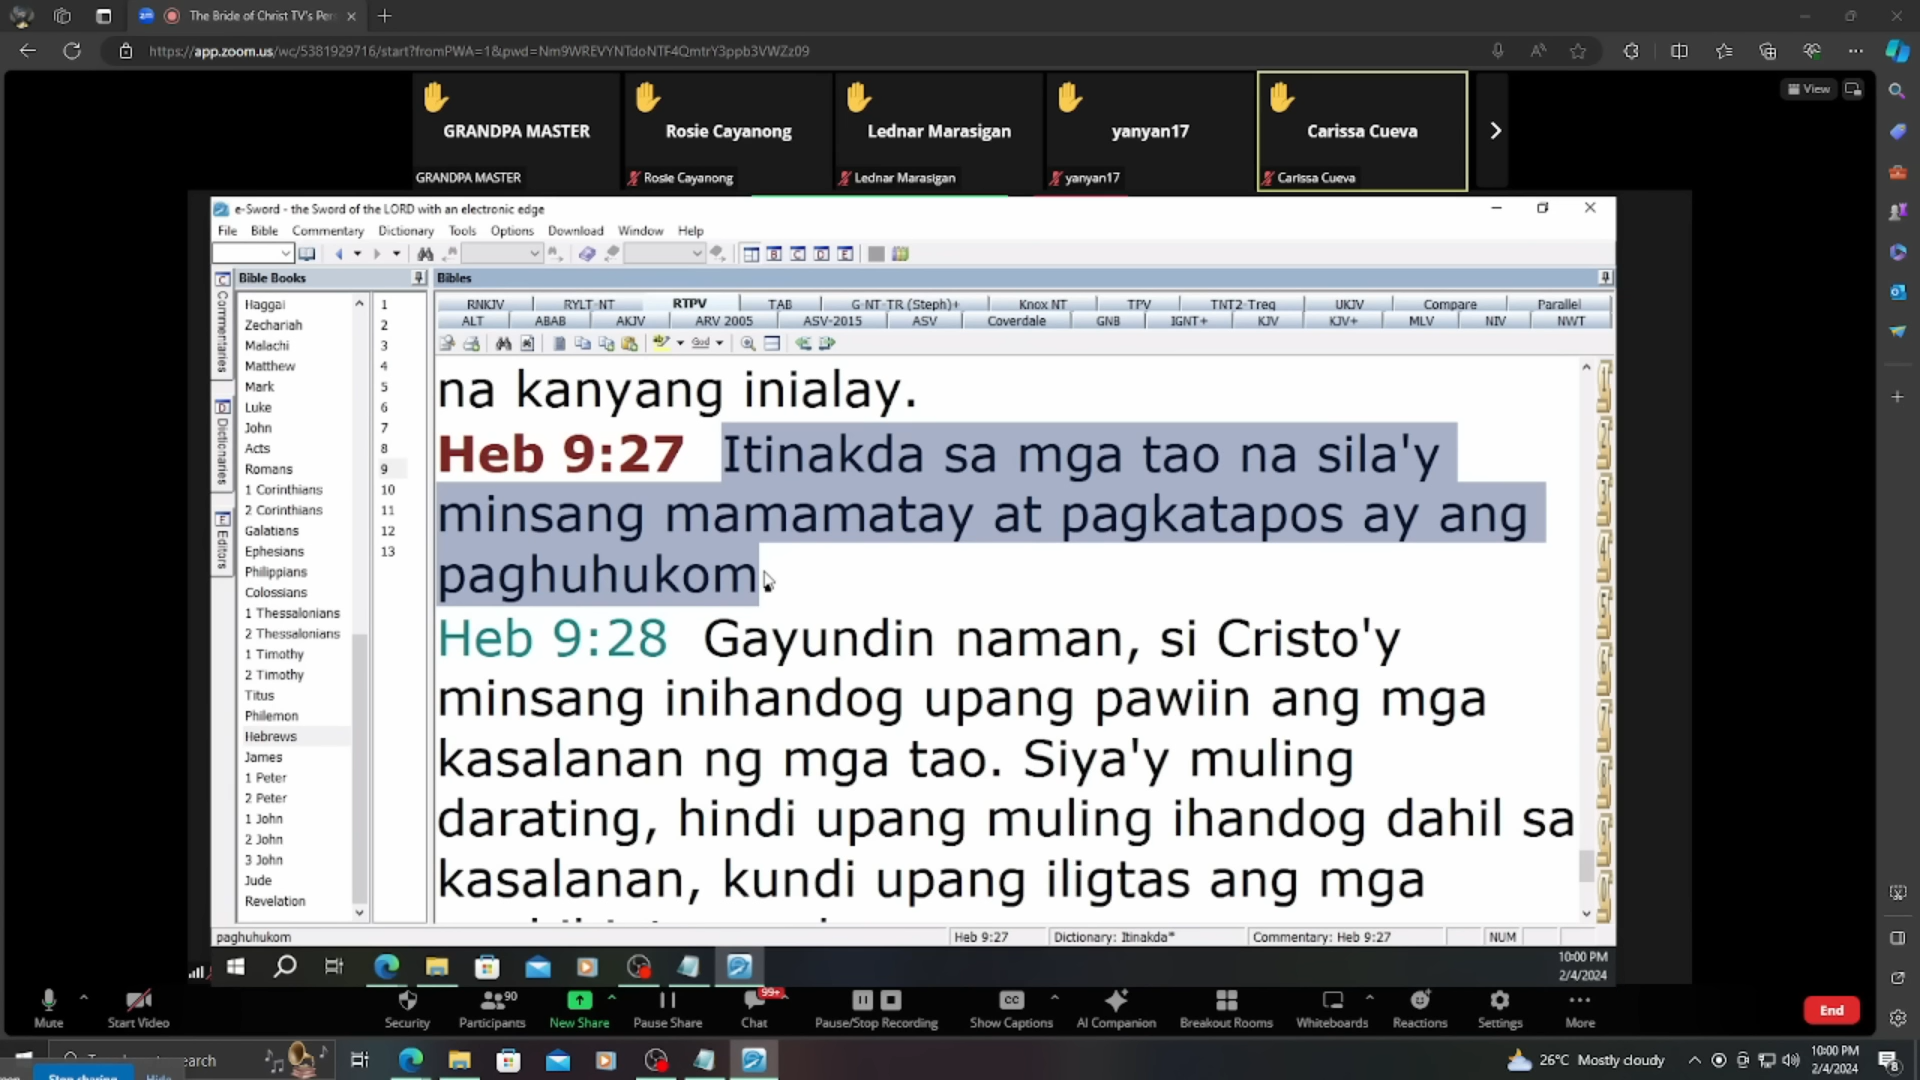 The Bride of Christ TV's Per
https://app.zoom.us/wc/5381929716/start?fromPWA=1&pwd=Nm9WREVYNTdoNTF4QmtrY3ppb3VWZz09
GRANDPA MASTER
Rosie Cayanong
Lednar Marasigan
yanyan17
Carissa Cueva
View
GRANDPA MASTER
Rosie Cayanong
Lednar Marasigan
yanyan17
Carissa Cueva
e-Sword - the Sword of the LORD with an electronic edge
File Bible Commentary Dictionary Tools Options Download Window Help
Bible Books
Bibles
Commentaries
Dictionaries
Editors
Haggai 1
Zechariah 2
Malachi 3
Matthew 4
Mark 5
Luke 6
John 7
Acts 8
Romans 9
1 Corinthians 10
2 Corinthians 11
Galatians 12
Ephesians 13
Philippians
Colossians
1 Thessalonians
2 Thessalonians
1 Timothy
2 Timothy
Titus
Philemon
Hebrews
James
1 Peter
2 Peter
1 John
2 John
3 John
Jude
Revelation
RNKJV RYLT-NT RTPV TAB G-NT-TR (Steph)+ Knox NT TPV TNT2-Treg UKJV Compare Parallel
ALT ABAB AKJV ARV 2005 ASV-2015 ASV Coverdale GNB IGNT+ KJV KJV+ MLV NIV NWT
na kanyang inialay.
Heb 9:27 Itinakda sa mga tao na sila'y
minsang mamamatay at pagkatapos ay ang
paghuhukom
Heb 9:28 Gayundin naman, si Cristo'y
minsang inihandog upang pawiin ang mga
kasalanan ng mga tao. Siya'y muling
darating, hindi upang muling ihandog dahil sa
kasalanan, kundi upang iligtas ang mga
paghuhukom
Heb 9:27
Dictionary: Itinakda*
Commentary: Heb 9:27
NUM
10:00 PM
2/4/2024
Mute
Start Video
Security
90
Participants
New Share
Pause Share
99+
Chat
Pause/Stop Recording
CC
Show Captions
AI Companion
Breakout Rooms
Whiteboards
Reactions
Settings
More
End
earch
Stop sharing
Hide
26°C Mostly cloudy
10:00 PM
2/4/2024
8